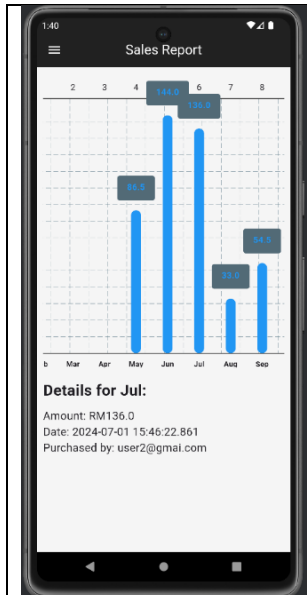 1:40
Sales Report
2 3 4 6 7 8
144.0
136.0
86.5
54.5
33.0
b Mar Apr May Jun Jul Aug Sep
Details for Jul:
Amount: RM136.0
Date: 2024-07-01 15:46:22.861
Purchased by: user2@gmai.com